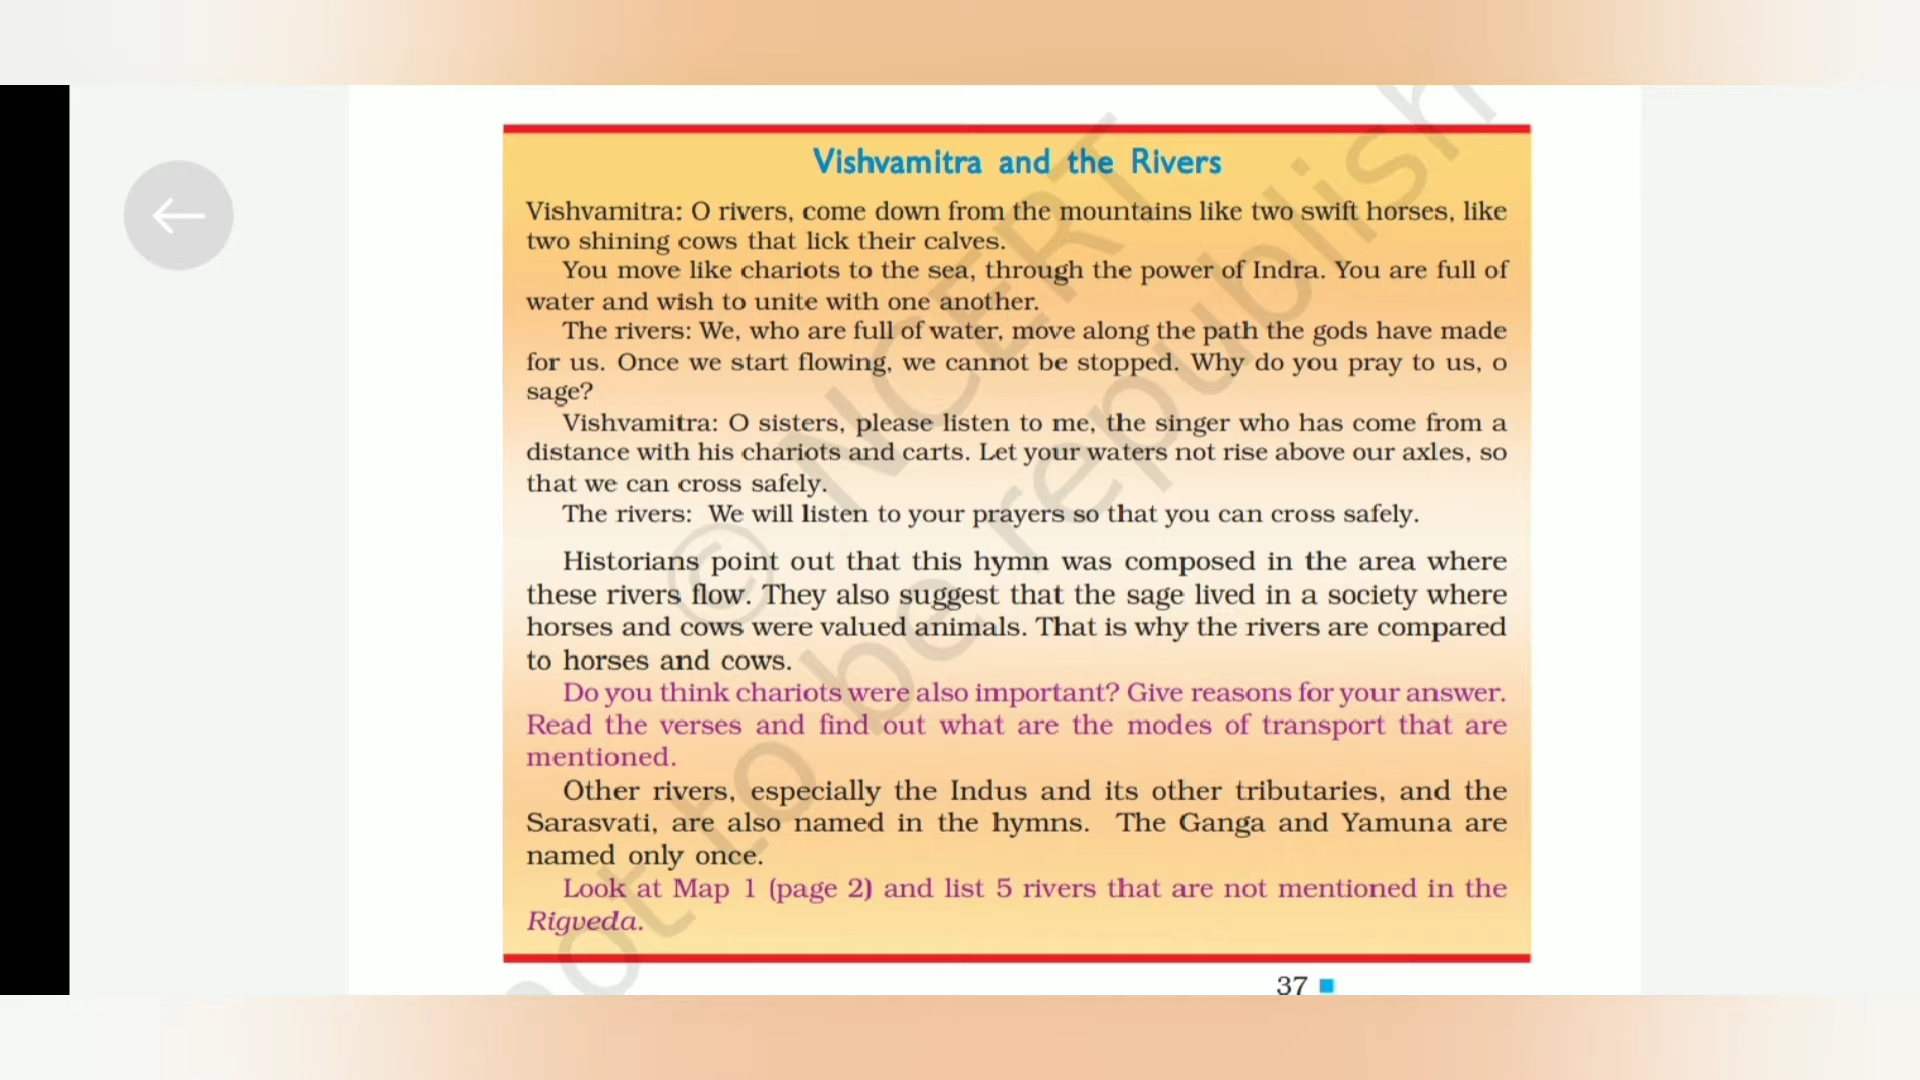 Vishvamitra and the Rivers
Vishvamitra: O rivers, come down from the mountains like two swift horses, like
two shining cows that lick their calves.
You move like chariots to the sea, through the power of Indra. You are full of
water and wish to unite with one another.
The rivers: We, who are full of water, move along the path the gods have made
for us. Once we start flowing, we cannot be stopped. Why do you pray to us, o
sage?
Vishvamitra: O sisters, please listen to me, the singer who has come from a
distance with his chariots and carts. Let your waters not rise above our axles, so
that we can cross safely.
The rivers: We will listen to your prayers so that you can cross safely.
Historians point out that this hymn was composed in the area where
these rivers flow. They also suggest that the sage lived in a society where
horses and cows were valued animals. That is why the rivers are compared
to horses and cows.
Do you think chariots were also important? Give reasons for your answer.
Read the verses and find out what are the modes of transport that are
mentioned.
Other rivers, especially the Indus and its other tributaries, and the
Sarasvati, are also named in the hymns. The Ganga and Yamuna are
named only once.
Look at Map 1 (page 2) and list 5 rivers that are not mentioned in the
Rigveda.
37
© NCERT
not to be republish